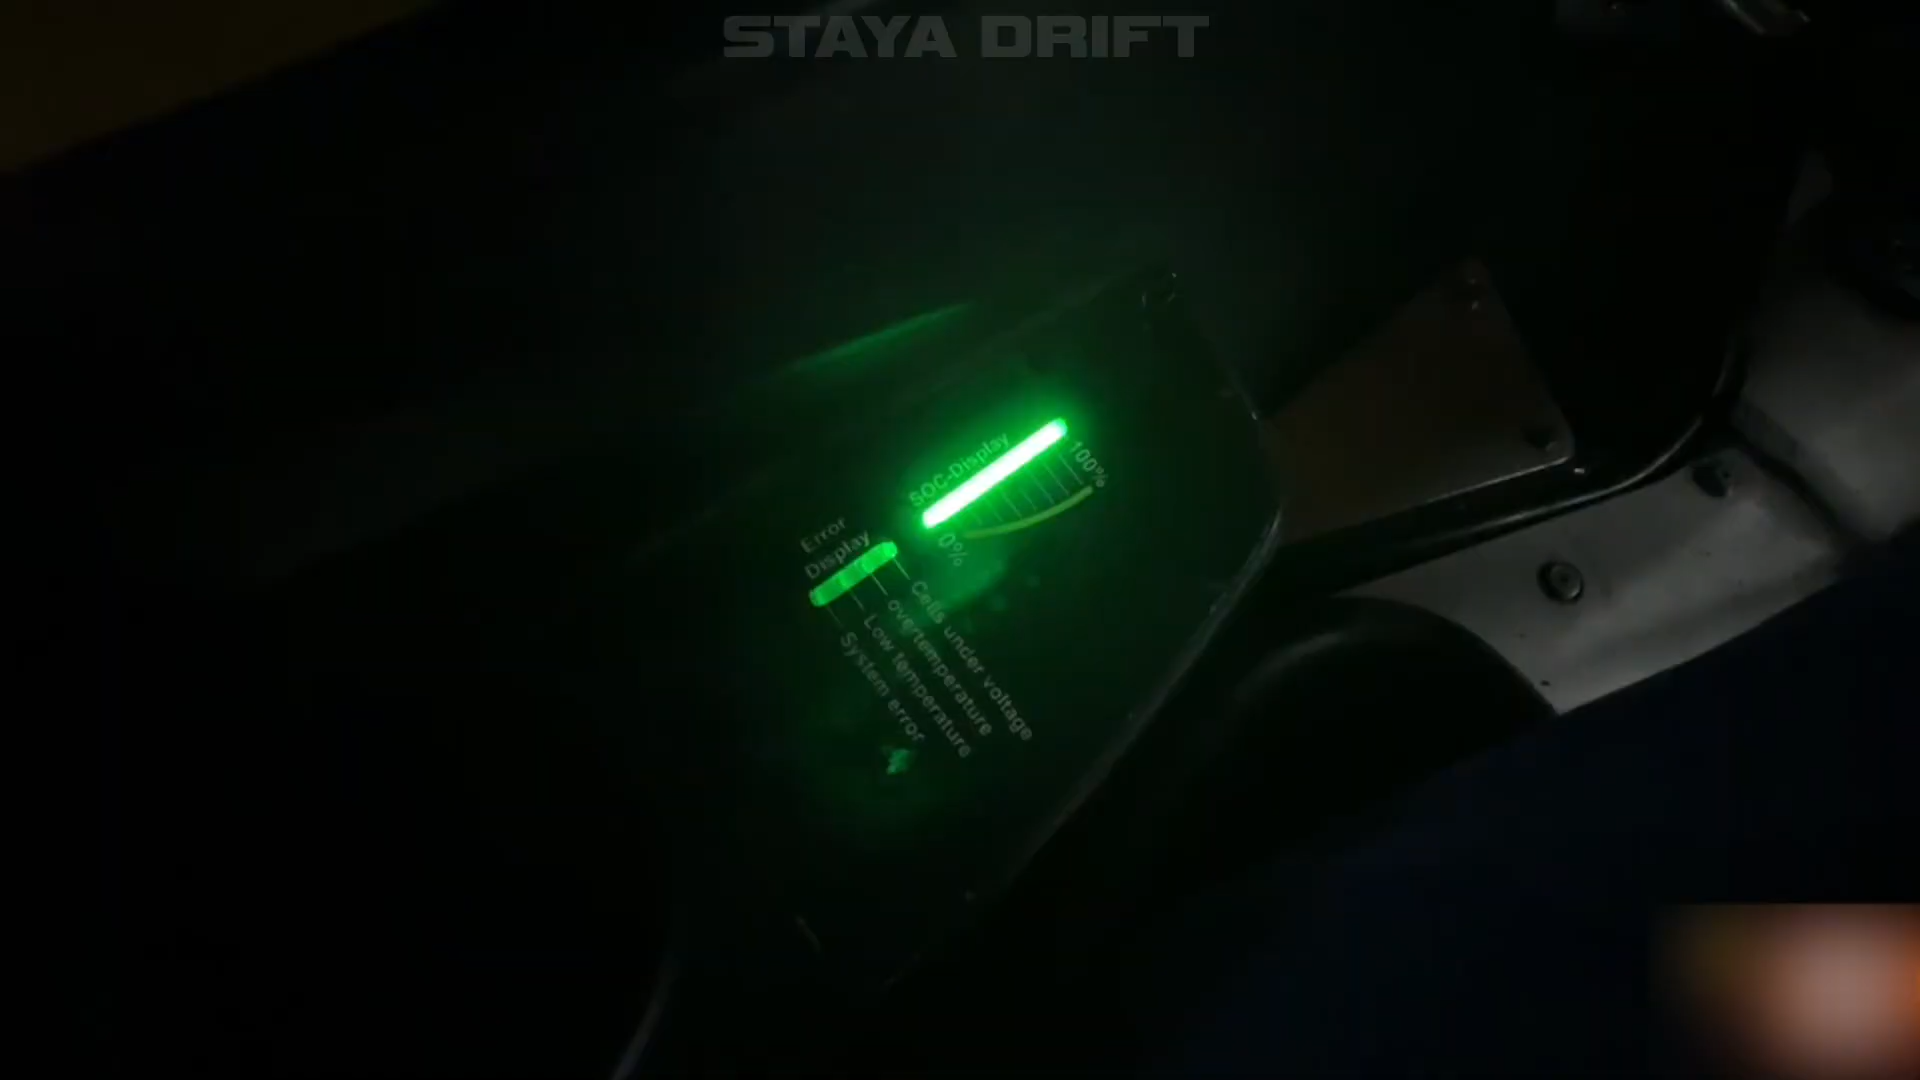 STAYA DRIFT
SOC-Display
100%
0%
Error
Display
Cells under voltage
overtemperature
Low temperature
System error